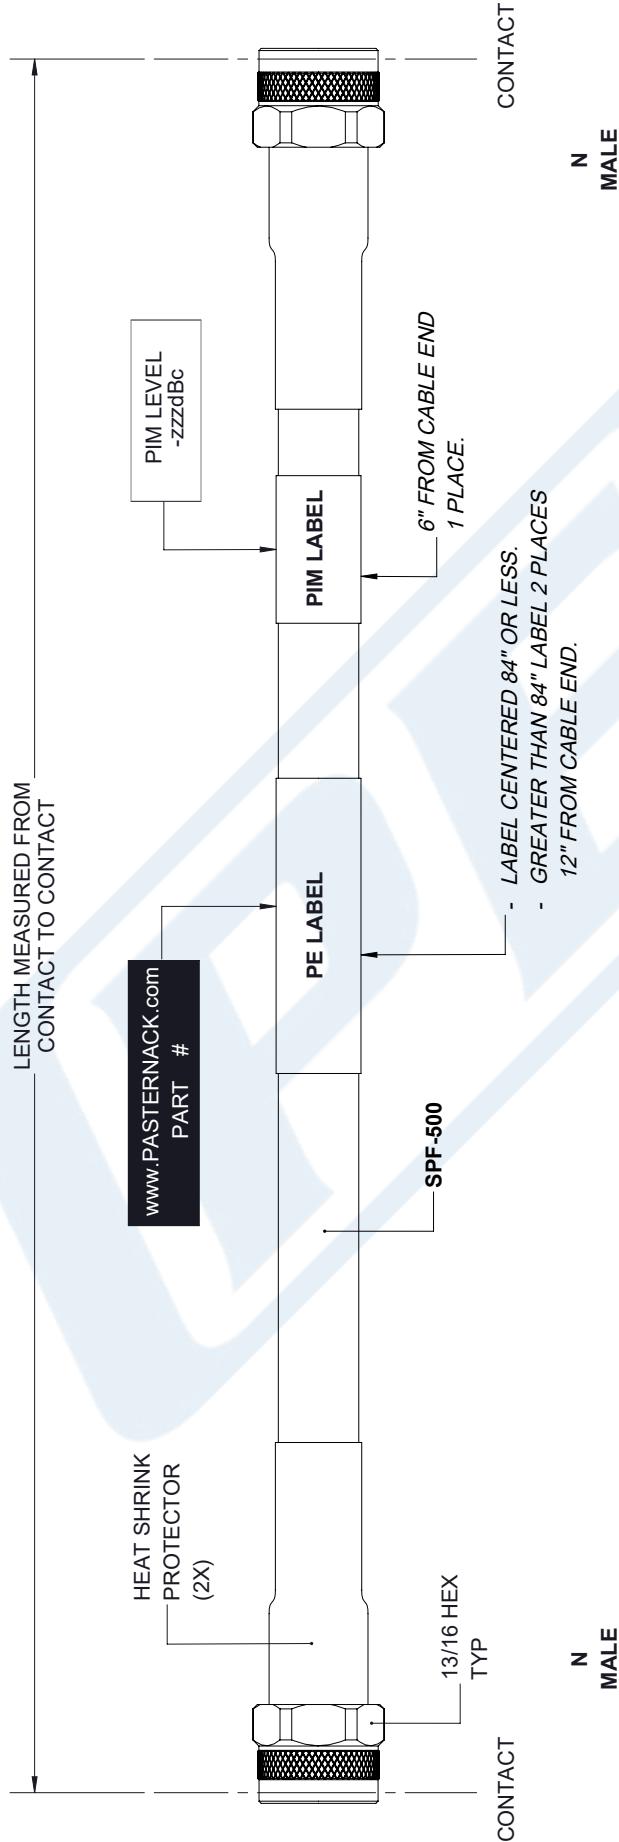 LENGTH MEASURED FROM
CONTACT TO CONTACT
HEAT SHRINK
PROTECTOR
(2X)
www.PASTERNACK.com
PART #
PIM LEVEL
-zzzdBc
PE LABEL
PIM LABEL
13/16 HEX
TYP
SPF-500
6" FROM CABLE END
1 PLACE.
- LABEL CENTERED 84" OR LESS.
- GREATER THAN 84" LABEL 2 PLACES
12" FROM CABLE END.
CONTACT
CONTACT
N
MALE
N
MALE